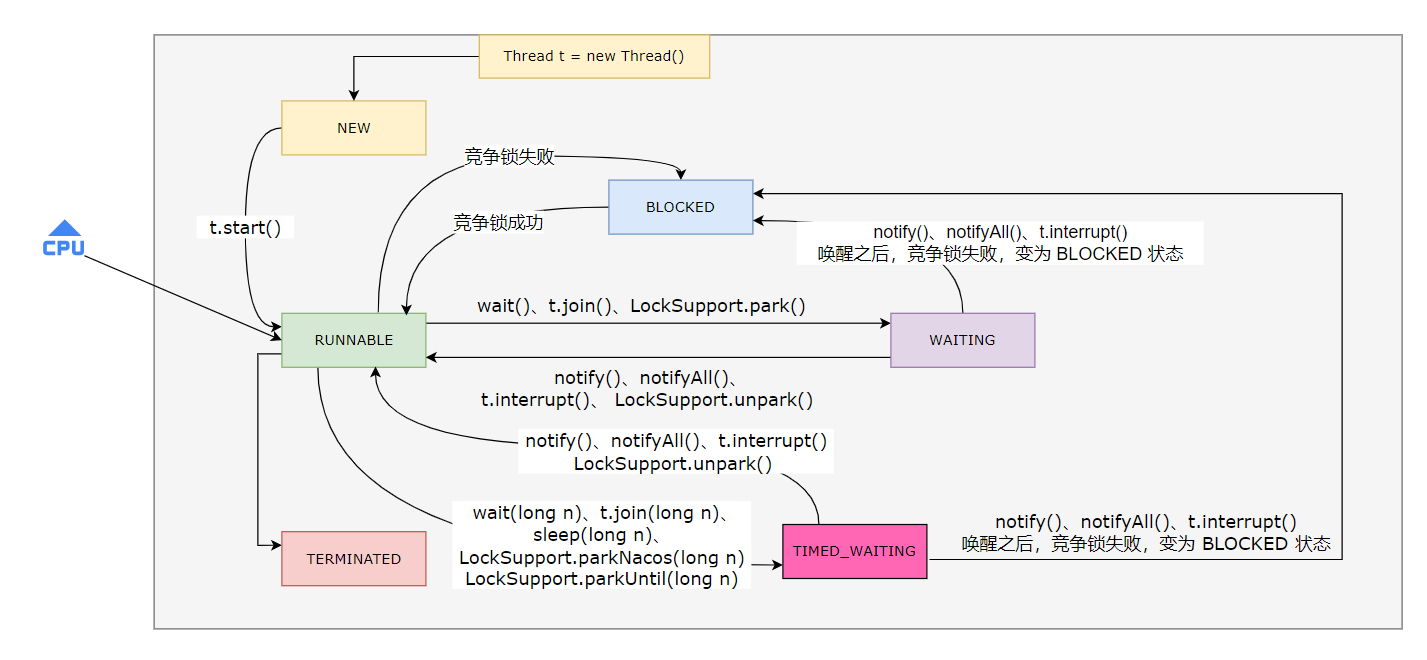 Thread t = new Thread()
NEW
竞争锁失败
BLOCKED
竞争锁成功
t.start()
CPU
notify()、notifyAll()、t.interrupt()
唤醒之后，竞争锁失败，变为 BLOCKED 状态
wait()、t.join()、LockSupport.park()
RUNNABLE
WAITING
notify()、notifyAll()、
t.interrupt()、 LockSupport.unpark()
notify()、notifyAll()、t.interrupt()
LockSupport.unpark()
wait(long n)、t.join(long n)、
sleep(long n)、
LockSupport.parkNacos(long n)
LockSupport.parkUntil(long n)
TERMINATED
TIMED_WAITING
notify()、notifyAll()、t.interrupt()
唤醒之后，竞争锁失败，变为 BLOCKED 状态